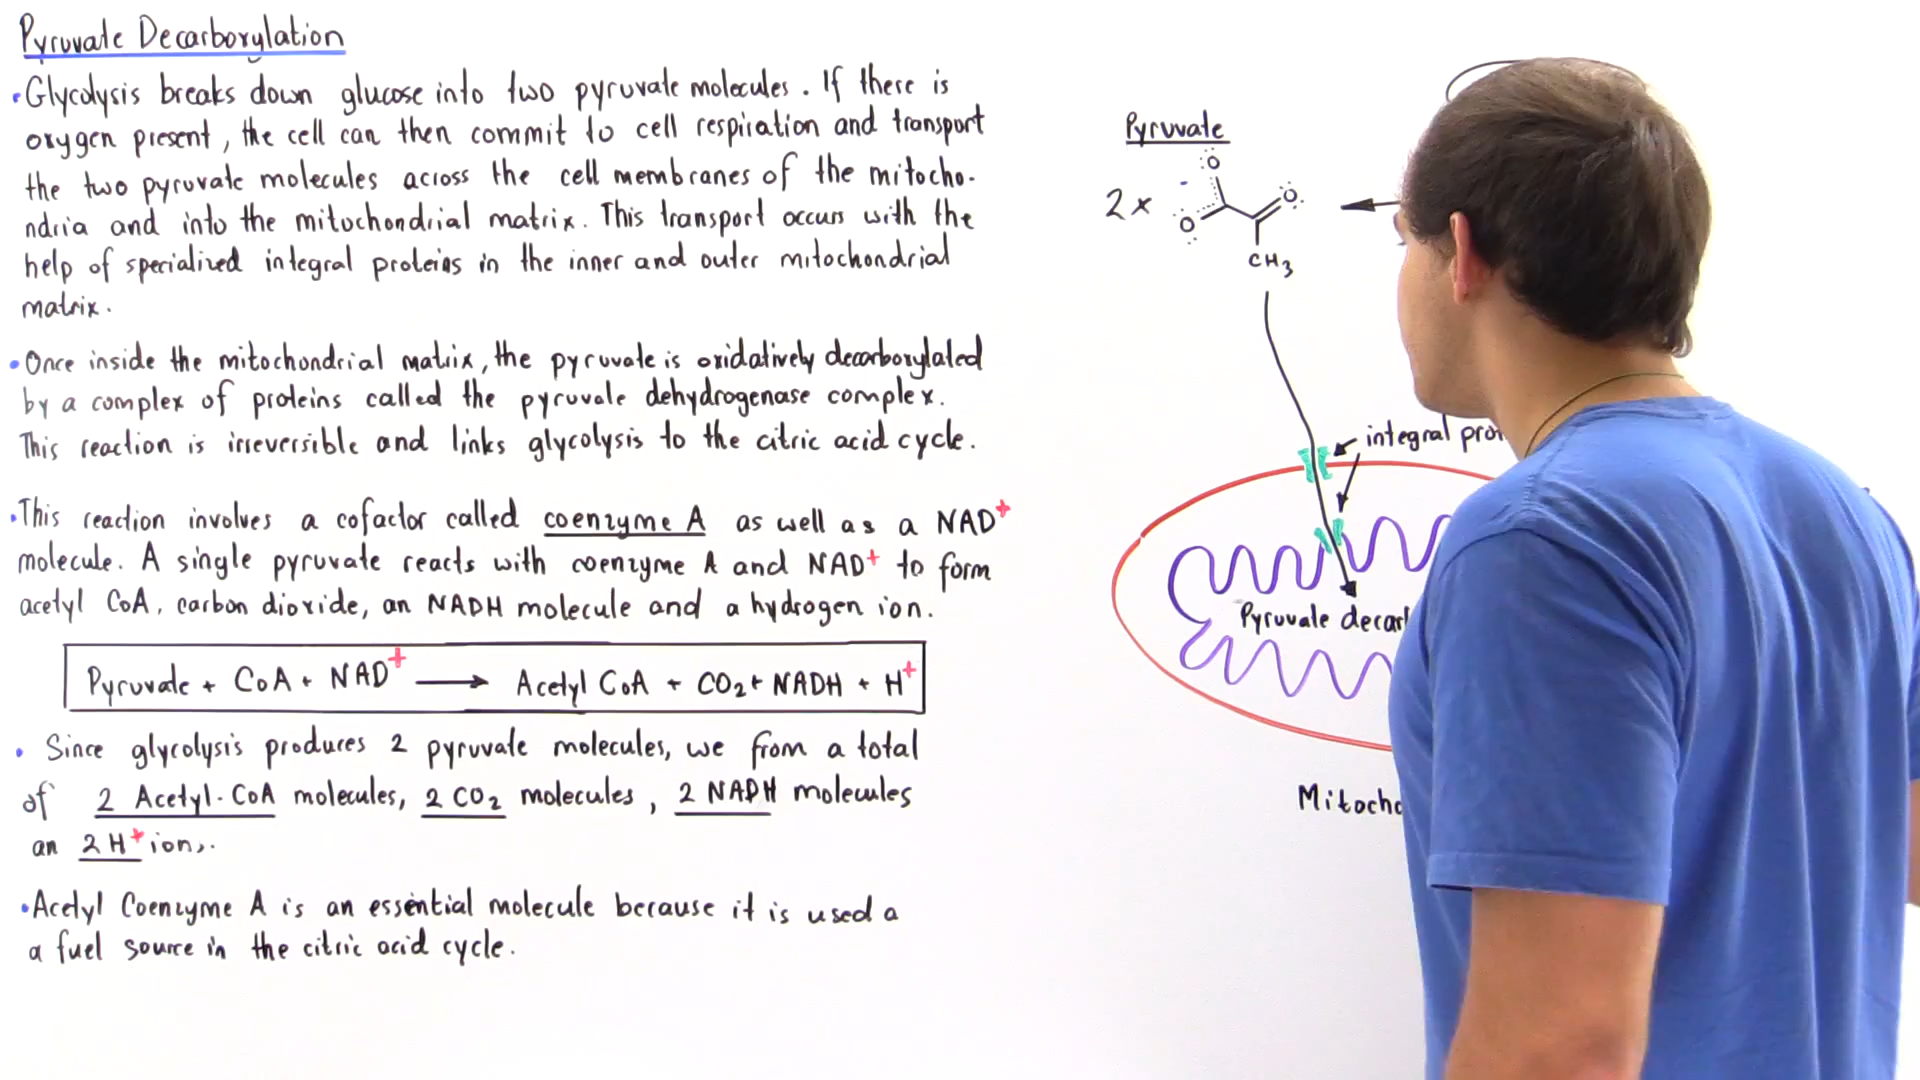 Pyruvate Decarboxylation
• Glycolysis breaks down glucose into two pyruvate molecules. If there is
oxygen present, the cell can then commit to cell respiration and transport
the two pyruvate molecules across the cell membranes of the mitocho-
ndria and into the mitochondrial matrix. This transport occurs with the
help of specialized integral proteins in the inner and outer mitochondrial
matrix.
• Once inside the mitochondrial matrix, the pyruvate is oxidatively decarboxylated
by a complex of proteins called the pyruvate dehydrogenase complex.
This reaction is irreversible and links glycolysis to the citric acid cycle.
• This reaction involves a cofactor called coenzyme A as well as a NAD+
molecule. A single pyruvate reacts with coenzyme A and NAD+ to form
acetyl CoA, carbon dioxide, an NADH molecule and a hydrogen ion.
Pyruvate + CoA + NAD+ → Acetyl CoA + CO2 + NADH + H+
• Since glycolysis produces 2 pyruvate molecules, we from a total
of 2 Acetyl-CoA molecules, 2 CO2 molecules, 2 NADH molecules
an 2H+ ions.
• Acetyl Coenzyme A is an essential molecule because it is used a
a fuel source in the citric acid cycle.
Pyruvate
2 x
O
O
O
CH3
integral pro
Pyruvate decar
Mitocho